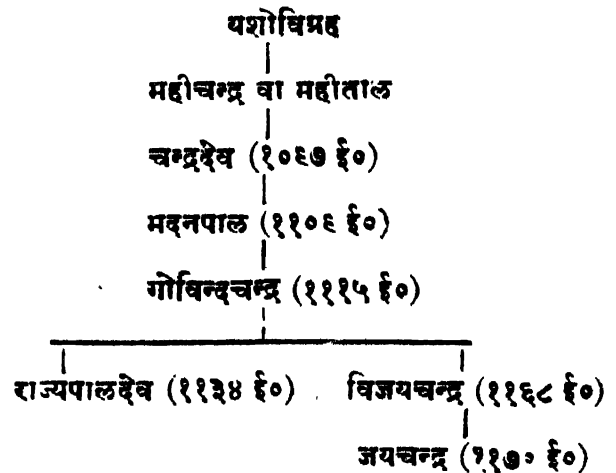 यशोविग्रह
महीचन्द्र वा महीताल
चन्द्रदेव (१०९७ ई०)
मदनपाल (११०९ ई०)
गोविन्दचन्द्र (१११५ ई०)
राज्यपालदेव (११३४ ई०) विजयचन्द्र (११६८ ई०)
जयचन्द्र (११७० ई०)